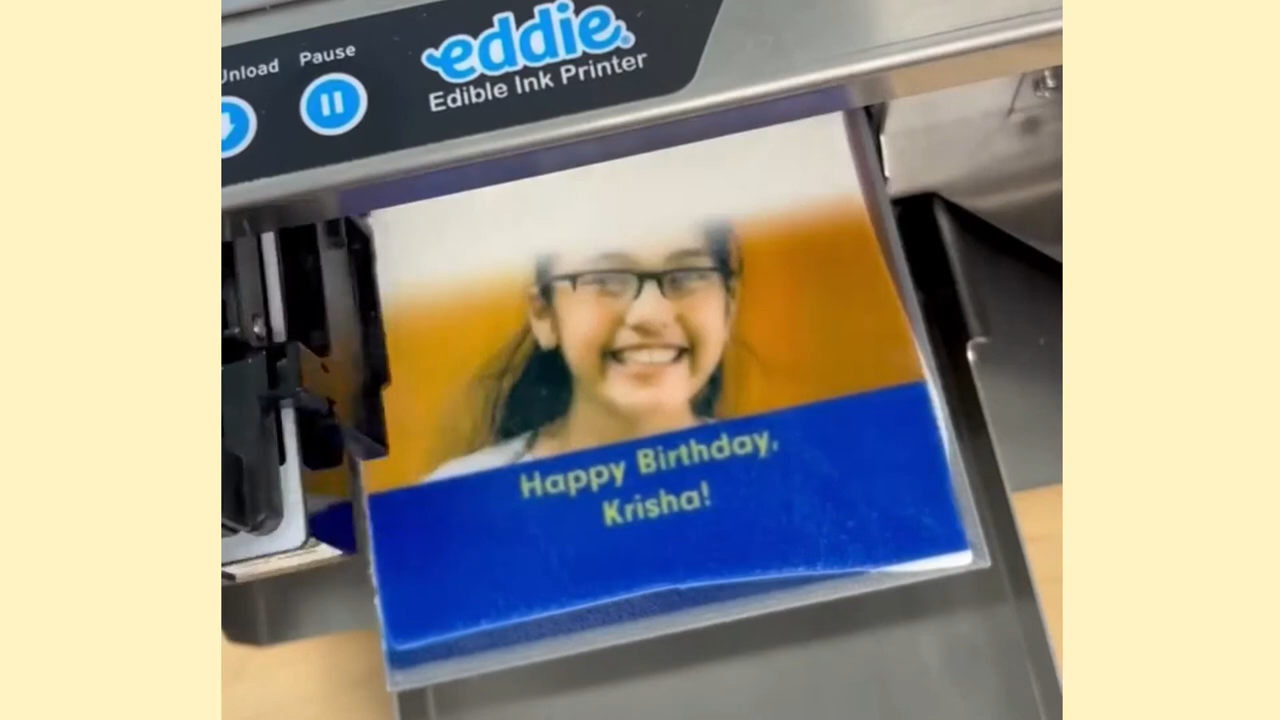 Unload Pause
eddie®
Edible Ink Printer
Happy Birthday,
Krisha!